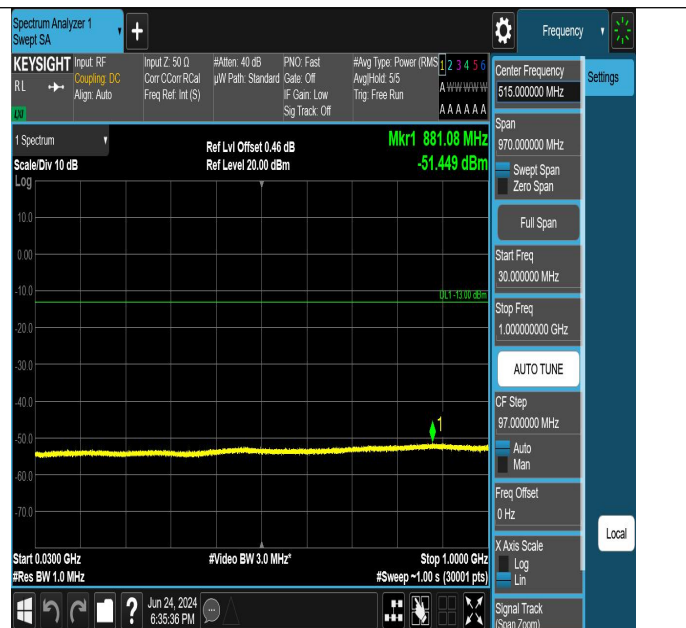 Spectrum Analyzer 1
Swept SA
+
Frequency
KEYSIGHT
RL
Input: RF
Coupling: DC
Align: Auto
Input Z: 50 Ω
Corr CCorr RCal
Freq Ref: Int (S)
#Atten: 40 dB
µW Path: Standard
PNO: Fast
Gate: Off
IF Gain: Low
Sig Track: Off
#Avg Type: Power (RMS
Avg|Hold: 5/5
Trig: Free Run
1 2 3 4 5 6
A W W W W W
A A A A A A
LXI
1 Spectrum
Scale/Div 10 dB
Log
Ref Lvl Offset 0.46 dB
Ref Level 20.00 dBm
Mkr1 881.08 MHz
-51.449 dBm
10.0
0.00
-10.0
DL1 -13.00 dBm
-20.0
-30.0
-40.0
1
-50.0
-60.0
-70.0
Start 0.0300 GHz
#Res BW 1.0 MHz
#Video BW 3.0 MHz*
Stop 1.0000 GHz
#Sweep ~1.00 s (30001 pts)
?
Jun 24, 2024
6:35:36 PM
Center Frequency
515.000000 MHz
Settings
Span
970.000000 MHz
Swept Span
Zero Span
Full Span
Start Freq
30.000000 MHz
Stop Freq
1.000000000 GHz
AUTO TUNE
CF Step
97.000000 MHz
Auto
Man
Freq Offset
0 Hz
Local
X Axis Scale
Log
Lin
Signal Track
(Span Zoom)